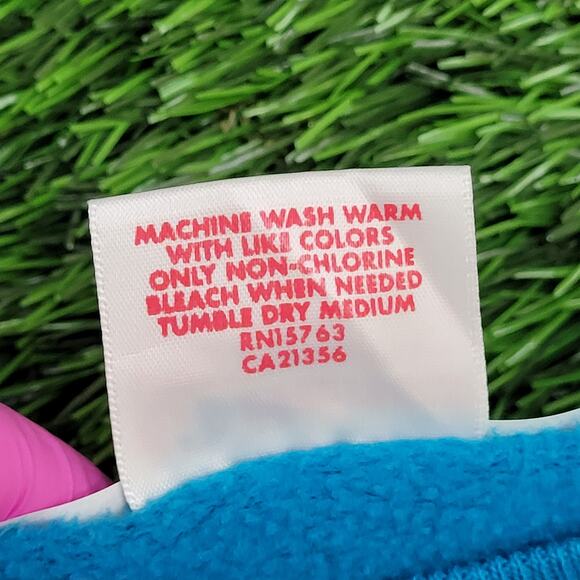 MACHINE WASH WARM
WITH LIKE COLORS
ONLY NON-CHLORINE
BLEACH WHEN NEEDED
TUMBLE DRY MEDIUM
RN15763
CA21356